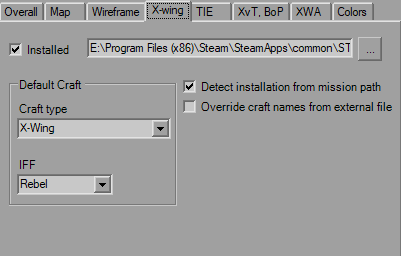 Overall Map Wireframe X-wing TIE XvT, BoP XWA Colors
Installed E:\Program Files (x86)\Steam\SteamApps\common\ST ...
Default Craft
Detect installation from mission path
Craft type
Override craft names from external file
X-Wing
IFF
Rebel